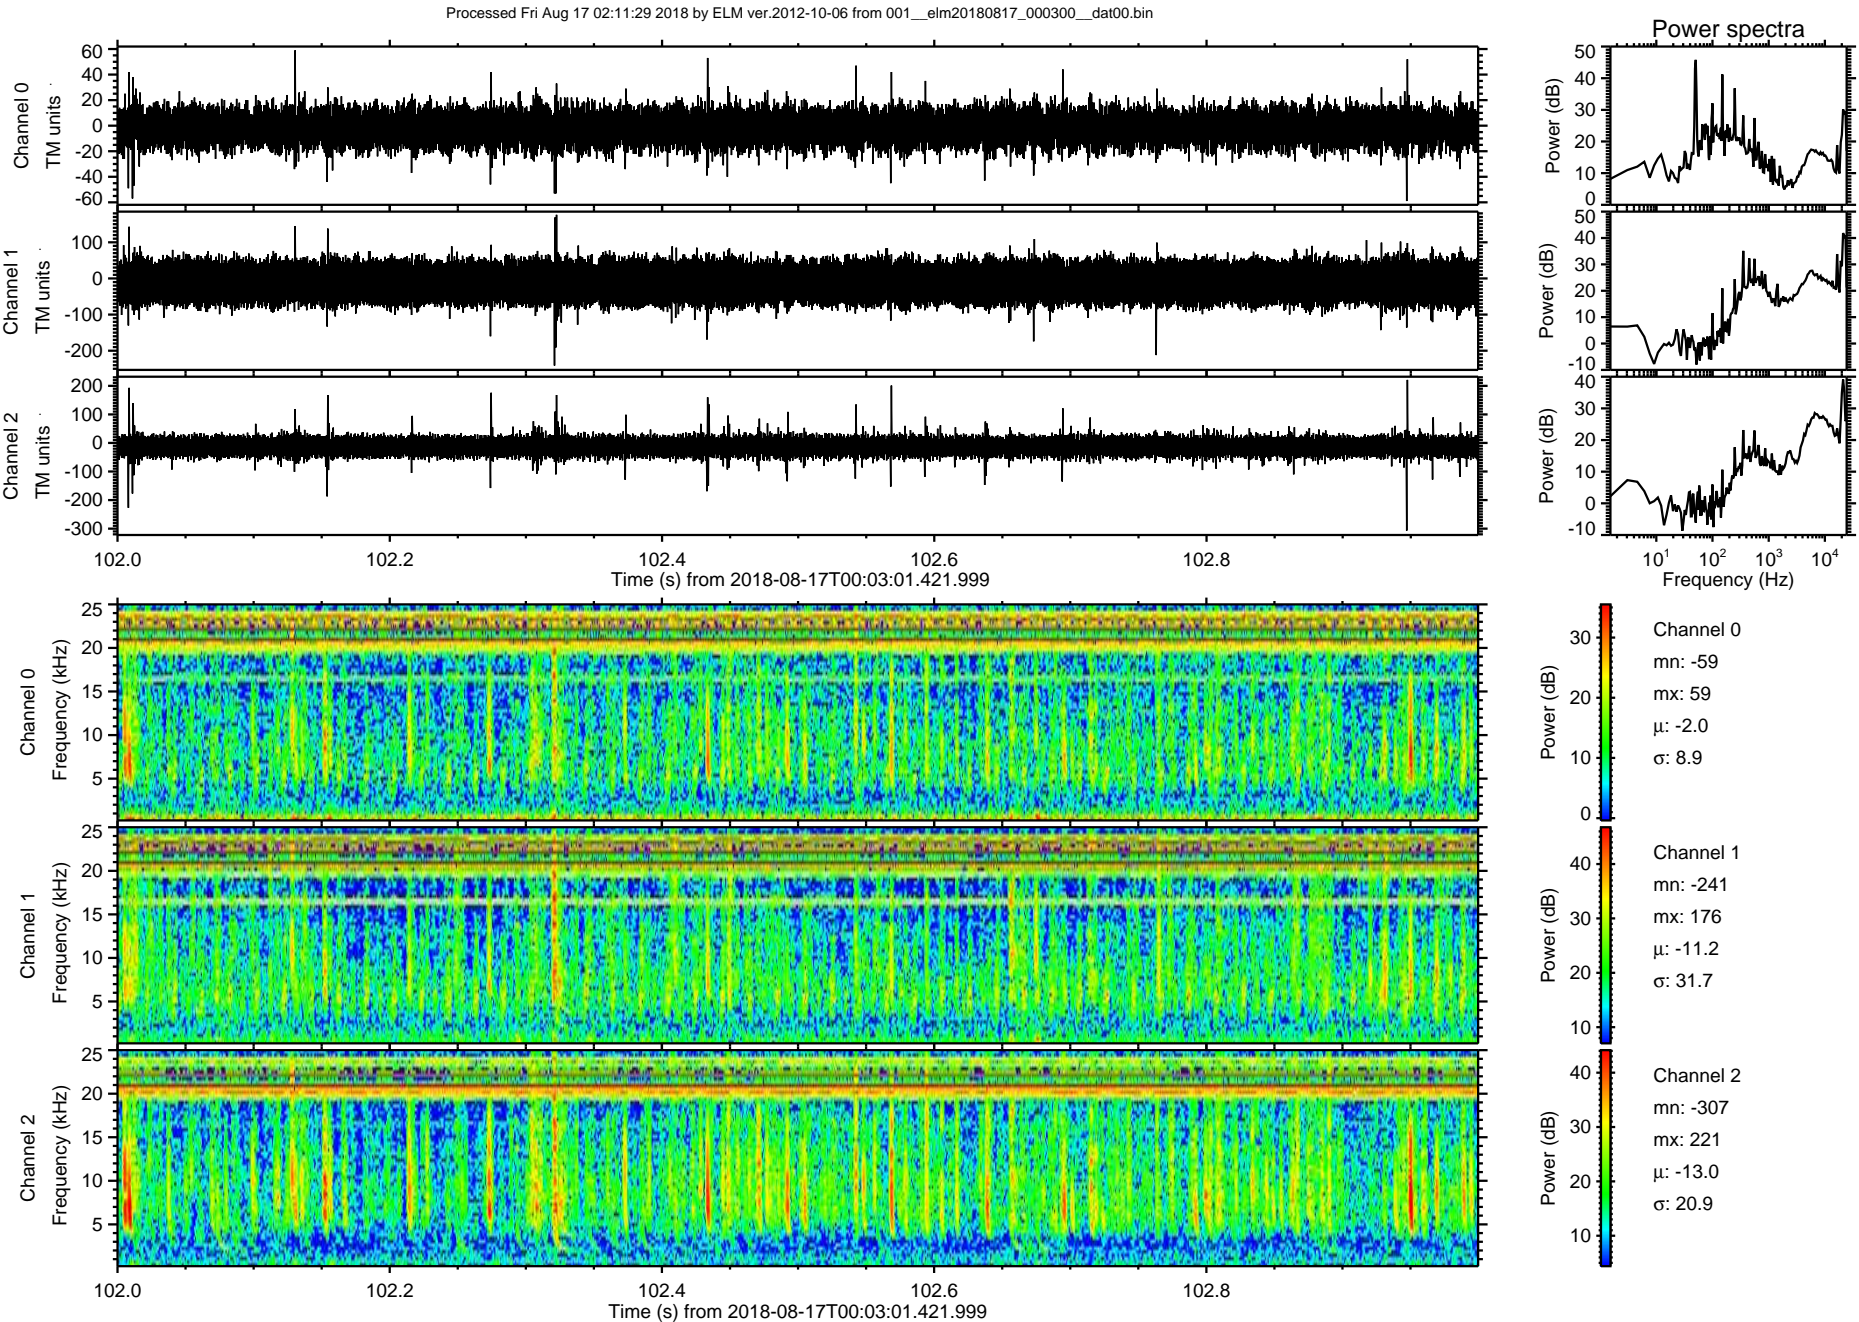 Processed Fri Aug 17 02:11:29 2018 by ELM ver.2012-10-06 from 001__elm20180817_000300__dat00.bin
Power spectra
Channel 0
TM units
60
40
20
0
-20
-40
-60
Power (dB)
50
40
30
20
10
0
Channel 1
TM units
100
0
-100
-200
Power (dB)
50
40
30
20
10
0
-10
Channel 2
TM units
200
100
0
-100
-200
-300
Power (dB)
40
30
20
10
0
-10
102.0 102.2 102.4 102.6 102.8
Time (s) from 2018-08-17T00:03:01.421.999
10¹ 10² 10³ 10⁴
Frequency (Hz)
Channel 0
Frequency (kHz)
25
20
15
10
5
Power (dB)
30
20
10
0
Channel 0
mn: -59
mx: 59
μ: -2.0
σ: 8.9
Channel 1
Frequency (kHz)
25
20
15
10
5
Power (dB)
40
30
20
10
Channel 1
mn: -241
mx: 176
μ: -11.2
σ: 31.7
Channel 2
Frequency (kHz)
25
20
15
10
5
Power (dB)
40
30
20
10
Channel 2
mn: -307
mx: 221
μ: -13.0
σ: 20.9
102.0 102.2 102.4 102.6 102.8
Time (s) from 2018-08-17T00:03:01.421.999